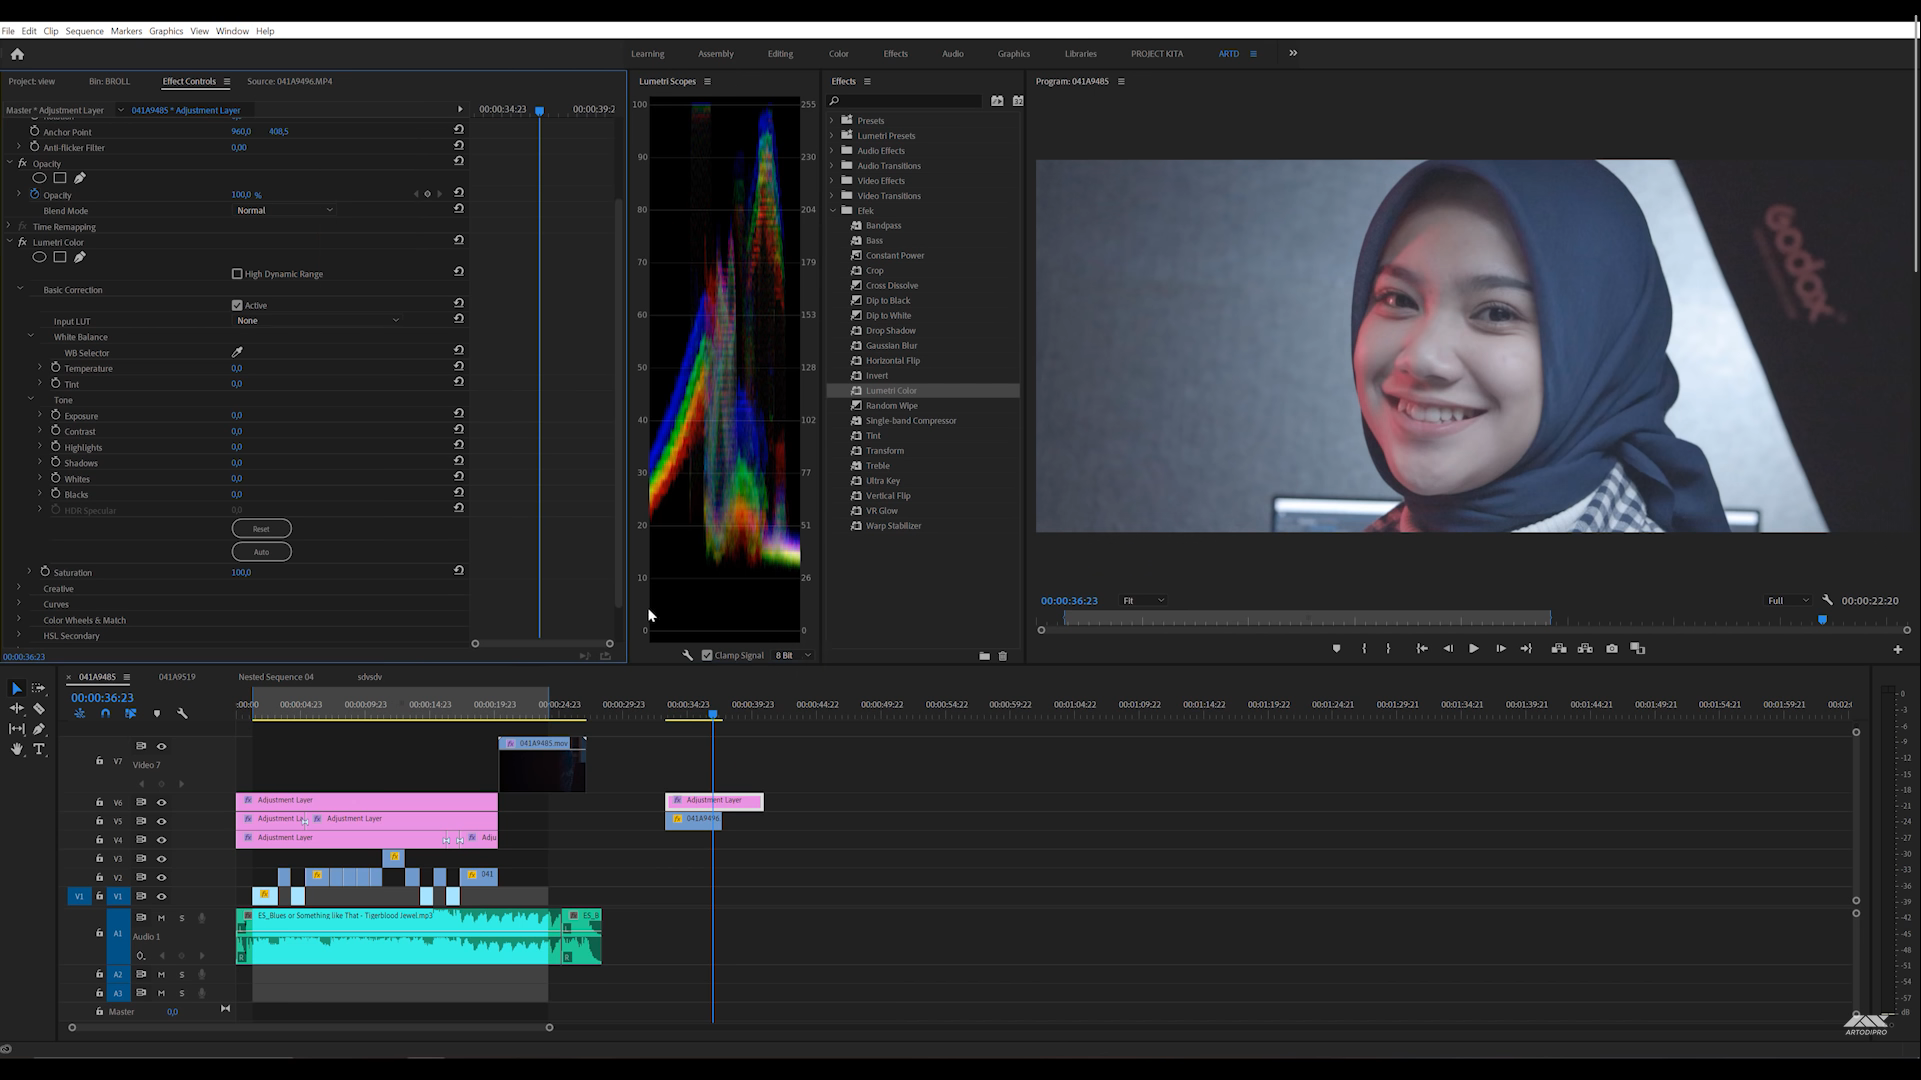 File Edit Clip Sequence Markers Graphics View Window Help
Learning Assembly Editing Color Effects Audio Graphics Libraries PROJECT KITA ARTD
Project: view Bin: BROLL Effect Controls Source: 041A9496.MP4
Master * Adjustment Layer 041A9485 * Adjustment Layer
00:00:34:23 00:00:39:2
Anchor Point 960,0 408,5
Anti-flicker Filter 0,00
fx Opacity
Opacity 100,0 %
Blend Mode Normal
fx Time Remapping
fx Lumetri Color
High Dynamic Range
Basic Correction
Active
Input LUT None
White Balance
WB Selector
Temperature 0,0
Tint 0,0
Tone
Exposure 0,0
Contrast 0,0
Highlights 0,0
Shadows 0,0
Whites 0,0
Blacks 0,0
HDR Specular 0,0
Reset
Auto
Saturation 100,0
Creative
Curves
Color Wheels & Match
HSL Secondary
00:00:36:23
Lumetri Scopes
100 255
90 230
80 204
70 179
60 153
50 128
40 102
30 77
20 51
10 26
0 0
Clamp Signal 8 Bit
Effects
Presets
Lumetri Presets
Audio Effects
Audio Transitions
Video Effects
Video Transitions
Efek
Bandpass
Bass
Constant Power
Crop
Cross Dissolve
Dip to Black
Dip to White
Drop Shadow
Gaussian Blur
Horizontal Flip
Invert
Lumetri Color
Random Wipe
Single-band Compressor
Tint
Transform
Treble
Ultra Key
Vertical Flip
VR Glow
Warp Stabilizer
Program: 041A9485
Godox
00:00:36:23 Fit Full 00:00:22:20
041A9485 041A9519 Nested Sequence 04 sdvsdv
00:00:36:23
:00:00 00:00:04:23 00:00:09:23 00:00:14:23 00:00:19:23 00:00:24:23 00:00:29:23 00:00:34:23 00:00:39:23 00:00:44:22 00:00:49:22 00:00:54:22 00:00:59:22 00:01:04:22 00:01:09:22 00:01:14:22 00:01:19:22 00:01:24:21 00:01:29:21 00:01:34:21 00:01:39:21 00:01:44:21 00:01:49:21 00:01:54:21 00:01:59:21 00:02:0
V7 Video 7 fx 041A9485.mov
V6 fx Adjustment Layer fx Adjustment Layer
V5 fx Adjustment La fx Adjustment Layer fx 041A9496
V4 fx Adjustment Layer fx Adju
V3 fx
V2 fx fx 041
V1 V1 fx
A1 M S ES_Blues or Something like That - Tigerblood Jewel.mp3 ES_B
Audio 1
L
R R
A2 M S
A3 M S
Master 0,0
0
-3
-6
-9
-12
-15
-18
-21
-24
-27
-30
-33
-36
-39
-42
-45
-48
-51
-54
-57
dB
ARTODIPRO